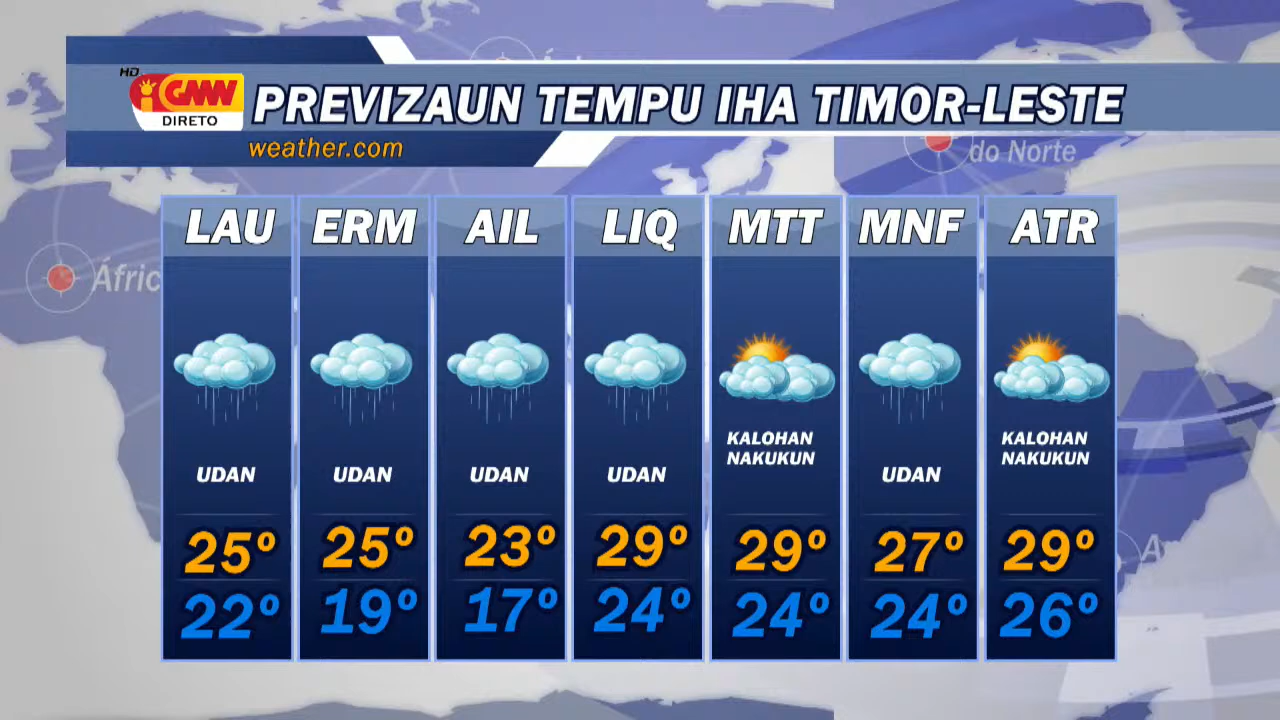 HD
GMN
DIRETO
PREVIZAUN TEMPU IHA TIMOR-LESTE
weather.com
do Norte
Áfric
LAU ERM AIL LIQ MTT MNF ATR
KALOHAN KALOHAN
NAKUKUN NAKUKUN
UDAN UDAN UDAN UDAN UDAN
25º 25º 23º 29º 29º 27º 29º
22º 19º 17º 24º 24º 24º 26º